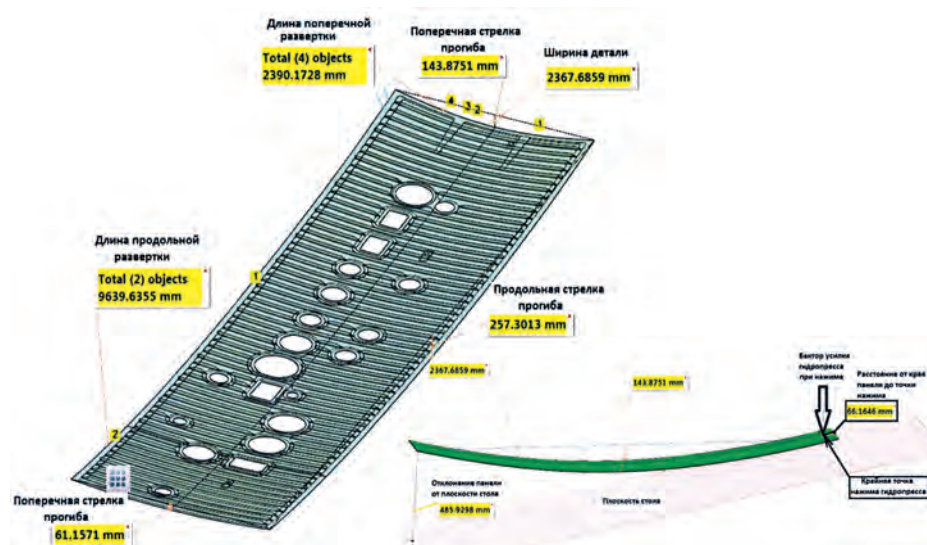 Длина поперечной
развертки
Total (4) objects
2390.1728 mm
Поперечная стрелка
прогиба
143.8751 mm
Ширина детали
2367.6859 mm
4
3
2
1
Длина продольной
развертки
Total (2) objects
9639.6355 mm
1
2
Продольная стрелка
прогиба
257.3013 mm
Поперечная стрелка
прогиба
61.1571 mm
2367.6859 mm
143.8751 mm
Вектор усилия
гидропресса
при нажиме
Расстояние от края
панели до точки
нажима
66.1646 mm
Отклонение панели
от плоскости стола
485.9298 mm
Плоскость стола
Крайняя точка
нажима гидропресса